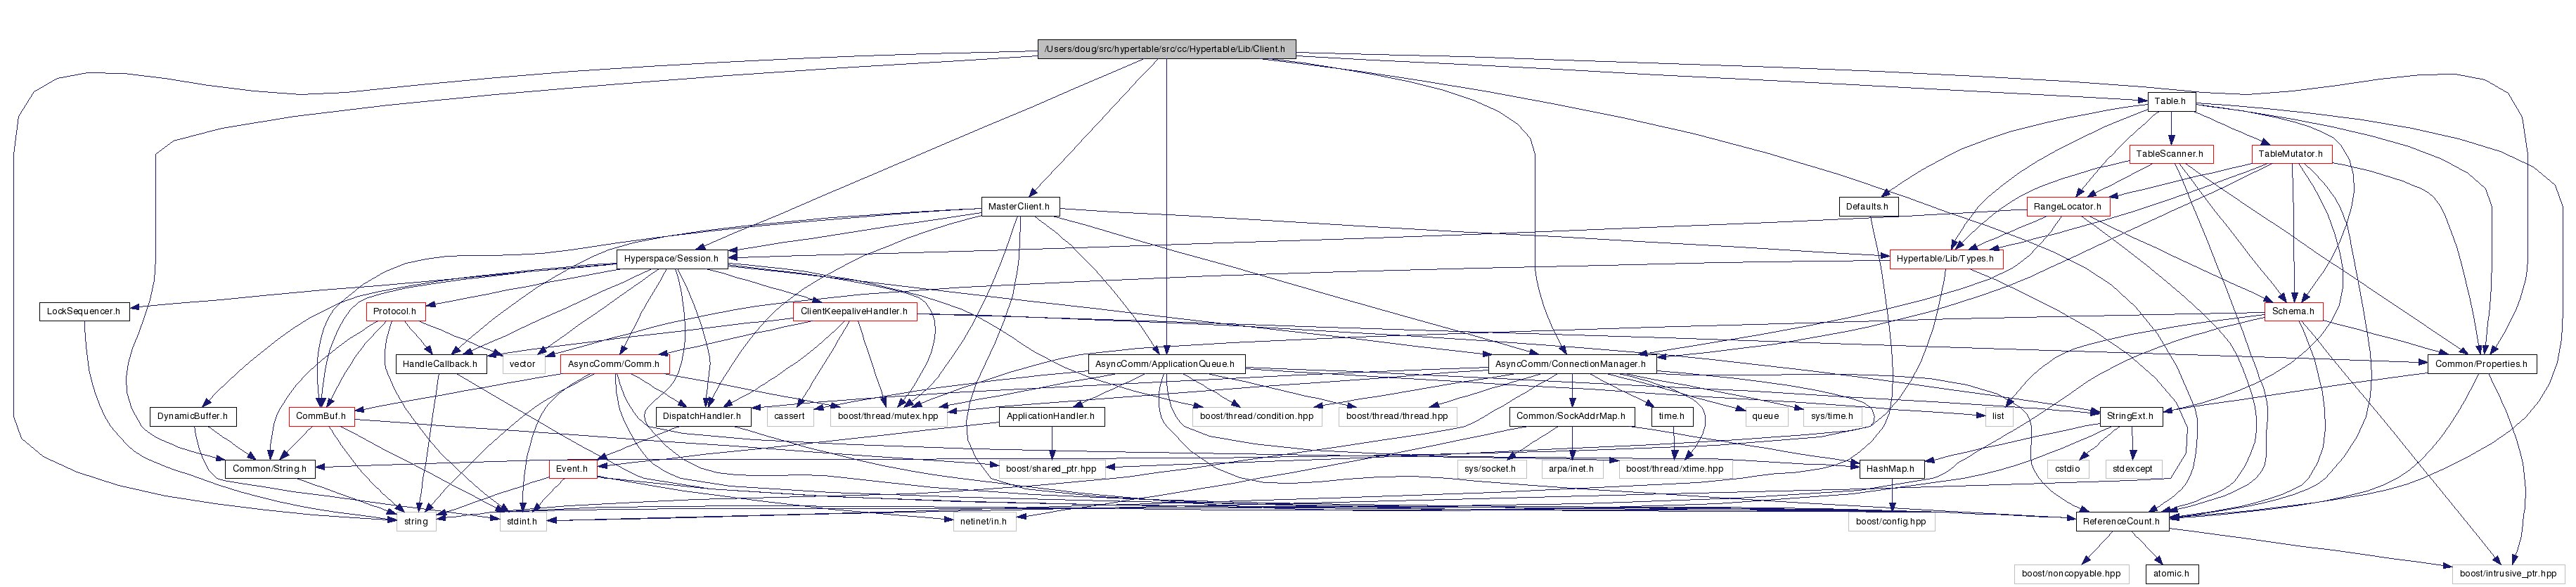 /Users/doug/src/hypertable/src/cc/Hypertable/Lib/Client.h
Table.h
TableScanner.h
TableMutator.h
MasterClient.h
Defaults.h
RangeLocator.h
Hyperspace/Session.h
Hypertable/Lib/Types.h
LockSequencer.h
Protocol.h
ClientKeepaliveHandler.h
Schema.h
HandleCallback.h
vector
AsyncComm/Comm.h
AsyncComm/ApplicationQueue.h
AsyncComm/ConnectionManager.h
Common/Properties.h
DynamicBuffer.h
CommBuf.h
DispatchHandler.h
cassert
boost/thread/mutex.hpp
ApplicationHandler.h
boost/thread/condition.hpp
boost/thread/thread.hpp
Common/SockAddrMap.h
time.h
queue
sys/time.h
list
StringExt.h
Common/String.h
Event.h
boost/shared_ptr.hpp
sys/socket.h
arpa/inet.h
boost/thread/xtime.hpp
HashMap.h
cstdio
stdexcept
string
stdint.h
netinet/in.h
boost/config.hpp
ReferenceCount.h
boost/noncopyable.hpp
atomic.h
boost/intrusive_ptr.hpp